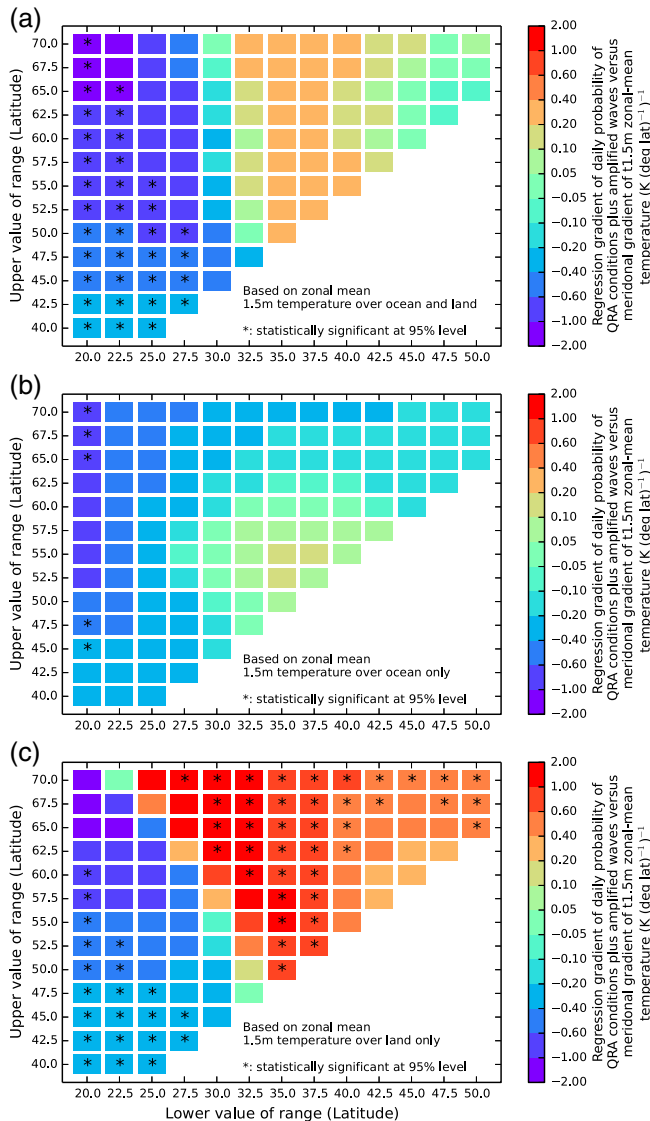 (a)
Upper value of range (Latitude)
70.0
67.5
65.0
62.5
60.0
57.5
55.0
52.5
50.0
47.5
45.0
42.5
40.0
20.0 22.5 25.0 27.5 30.0 32.5 35.0 37.5 40.0 42.5 45.0 47.5 50.0
Based on zonal mean
1.5m temperature over ocean and land
*: statistically significant at 95% level
2.00
1.00
0.60
0.40
0.20
0.10
0.05
−0.05
−0.10
−0.20
−0.40
−0.60
−1.00
−2.00
Regression gradient of daily probability of
QRA conditions plus amplified waves versus
meridonal gradient of t1.5m zonal-mean
temperature (K (deg lat)⁻¹)⁻¹
(b)
Upper value of range (Latitude)
70.0
67.5
65.0
62.5
60.0
57.5
55.0
52.5
50.0
47.5
45.0
42.5
40.0
20.0 22.5 25.0 27.5 30.0 32.5 35.0 37.5 40.0 42.5 45.0 47.5 50.0
Based on zonal mean
1.5m temperature over ocean only
*: statistically significant at 95% level
2.00
1.00
0.60
0.40
0.20
0.10
0.05
−0.05
−0.10
−0.20
−0.40
−0.60
−1.00
−2.00
Regression gradient of daily probability of
QRA conditions plus amplified waves versus
meridonal gradient of t1.5m zonal-mean
temperature (K (deg lat)⁻¹)⁻¹
(c)
Upper value of range (Latitude)
70.0
67.5
65.0
62.5
60.0
57.5
55.0
52.5
50.0
47.5
45.0
42.5
40.0
20.0 22.5 25.0 27.5 30.0 32.5 35.0 37.5 40.0 42.5 45.0 47.5 50.0
Lower value of range (Latitude)
Based on zonal mean
1.5m temperature over land only
*: statistically significant at 95% level
2.00
1.00
0.60
0.40
0.20
0.10
0.05
−0.05
−0.10
−0.20
−0.40
−0.60
−1.00
−2.00
Regression gradient of daily probability of
QRA conditions plus amplified waves versus
meridonal gradient of t1.5m zonal-mean
temperature (K (deg lat)⁻¹)⁻¹